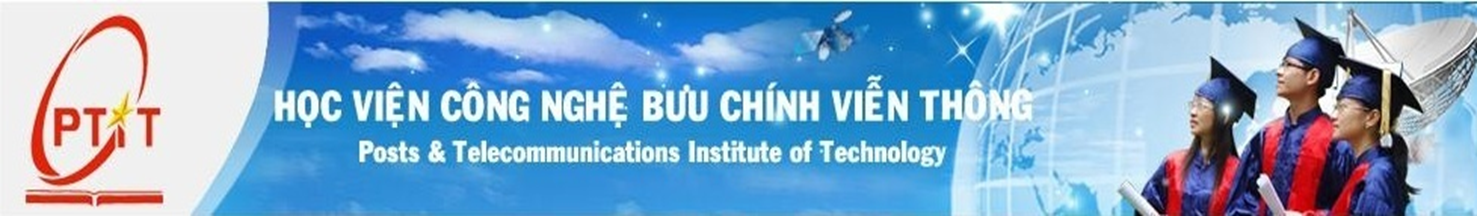 PTIT
HỌC VIỆN CÔNG NGHỆ BƯU CHÍNH VIỄN THÔNG
Posts & Telecommunications Institute of Technology